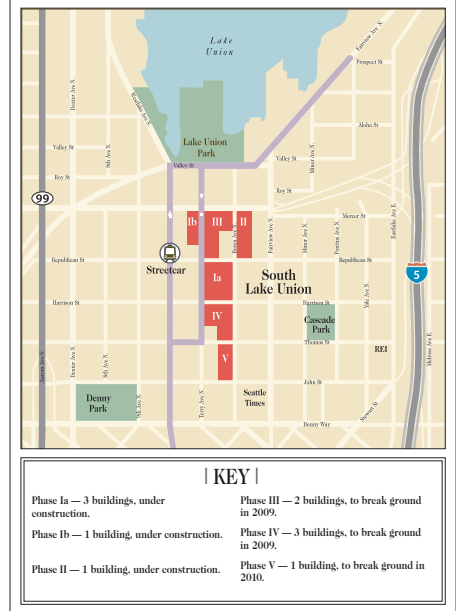 Lake
Union
Fairview Ave N.
Prospect St
Dexter Ave N.
Westlake Ave N.
Aloha St
Valley St
8th Ave N.
Lake Union
Park
Minor Ave N.
Valley St
Valley St
Roy St
Roy St
99
Ib
III
II
Mercer St
Boren Ave N.
Fairview Ave N.
Minor Ave N.
Pontius Ave N.
Eastlake Ave E.
Republican St
Streetcar
Republican St
5
Ia
South
Lake Union
Yale Ave N.
Harrison St
Harrison St
IV
Cascade
Park
Thomas St
REI
Aurora Ave N.
Dexter Ave N.
8th Ave N.
V
Melrose Ave E.
John St
Denny
Park
9th Ave N.
Terry Ave N.
Seattle
Times
Stewart St
Denny Way
| KEY |
Phase Ia — 3 buildings, under
construction.
Phase Ib — 1 building, under construction.
Phase II — 1 building, under construction.
Phase III — 2 buildings, to break ground
in 2009.
Phase IV — 3 buildings, to break ground
in 2009.
Phase V — 1 building, to break ground in
2010.